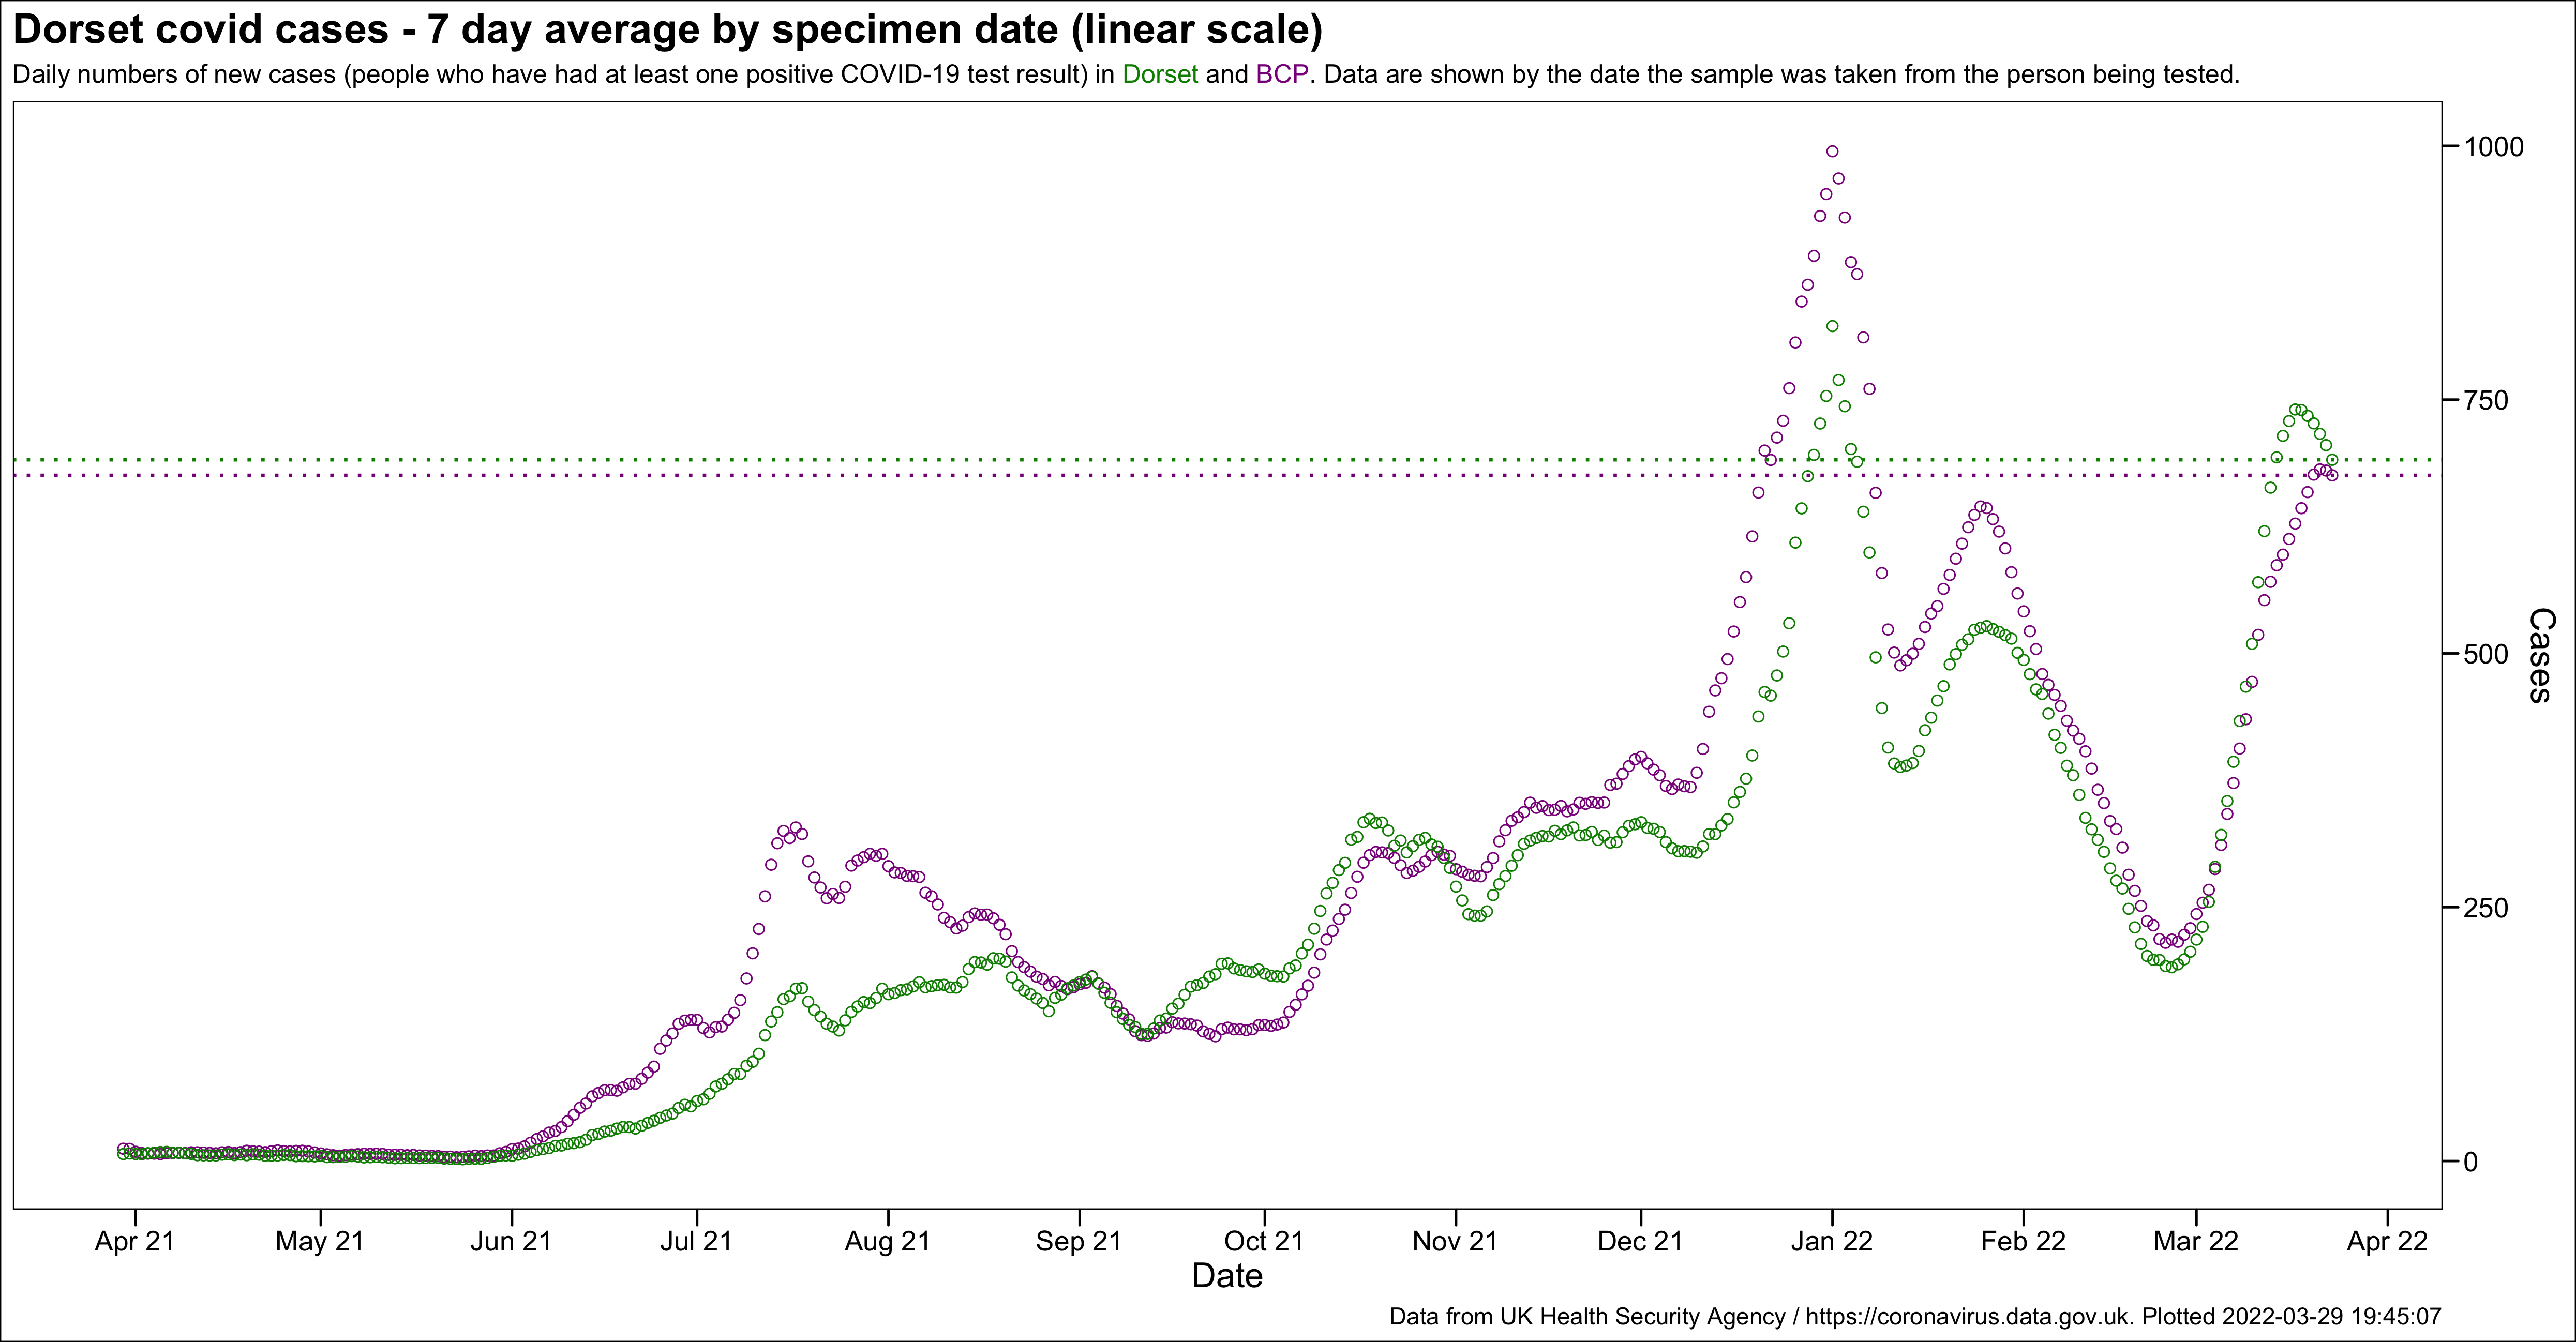 Dorset covid cases - 7 day average by specimen date (linear scale)
Daily numbers of new cases (people who have had at least one positive COVID-19 test result) in Dorset and BCP. Data are shown by the date the sample was taken from the person being tested.
1000
750
500
250
0
Cases
Apr 21 May 21 Jun 21 Jul 21 Aug 21 Sep 21 Oct 21 Nov 21 Dec 21 Jan 22 Feb 22 Mar 22 Apr 22
Date
Data from UK Health Security Agency / https://coronavirus.data.gov.uk. Plotted 2022-03-29 19:45:07